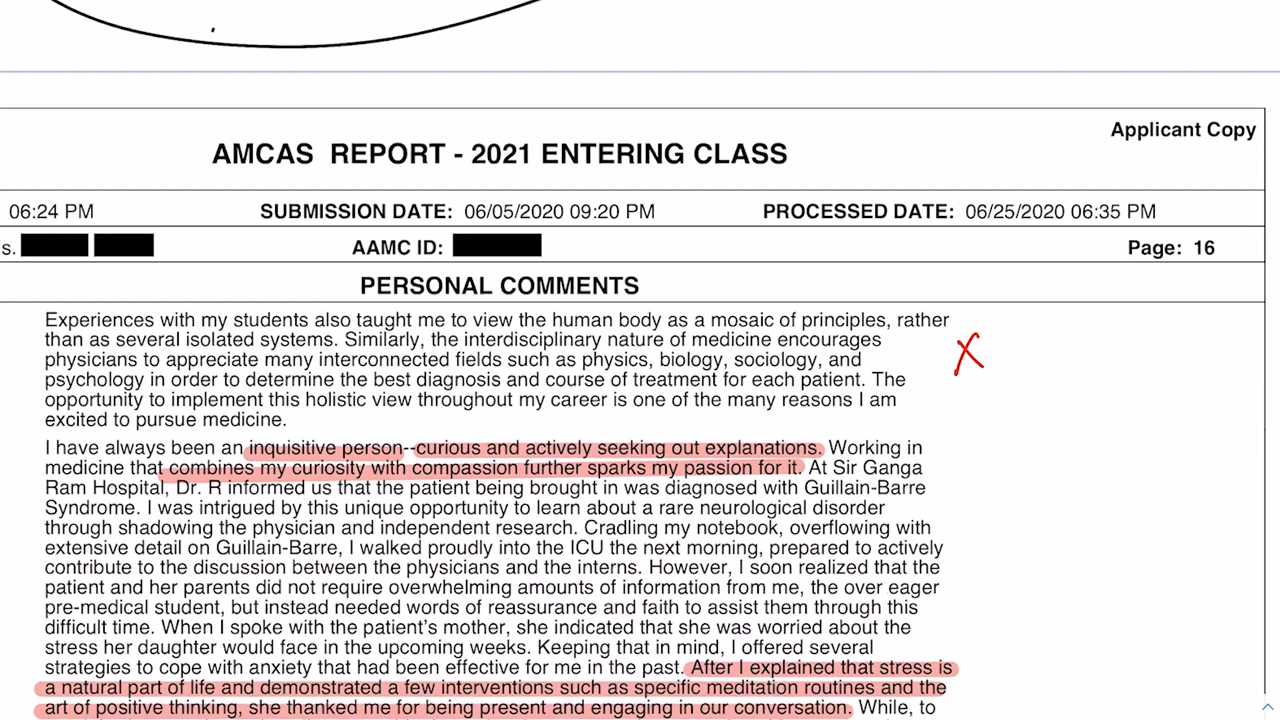 Applicant Copy
AMCAS REPORT - 2021 ENTERING CLASS
06:24 PM SUBMISSION DATE: 06/05/2020 09:20 PM PROCESSED DATE: 06/25/2020 06:35 PM
s. AAMC ID: Page: 16
PERSONAL COMMENTS
Experiences with my students also taught me to view the human body as a mosaic of principles, rather
than as several isolated systems. Similarly, the interdisciplinary nature of medicine encourages
physicians to appreciate many interconnected fields such as physics, biology, sociology, and
psychology in order to determine the best diagnosis and course of treatment for each patient. The
opportunity to implement this holistic view throughout my career is one of the many reasons I am
excited to pursue medicine.
I have always been an inquisitive person--curious and actively seeking out explanations. Working in
medicine that combines my curiosity with compassion further sparks my passion for it. At Sir Ganga
Ram Hospital, Dr. R informed us that the patient being brought in was diagnosed with Guillain-Barre
Syndrome. I was intrigued by this unique opportunity to learn about a rare neurological disorder
through shadowing the physician and independent research. Cradling my notebook, overflowing with
extensive detail on Guillain-Barre, I walked proudly into the ICU the next morning, prepared to actively
contribute to the discussion between the physicians and the interns. However, I soon realized that the
patient and her parents did not require overwhelming amounts of information from me, the over eager
pre-medical student, but instead needed words of reassurance and faith to assist them through this
difficult time. When I spoke with the patient's mother, she indicated that she was worried about the
stress her daughter would face in the upcoming weeks. Keeping that in mind, I offered several
strategies to cope with anxiety that had been effective for me in the past. After I explained that stress is
a natural part of life and demonstrated a few interventions such as specific meditation routines and the
art of positive thinking, she thanked me for being present and engaging in our conversation. While, to